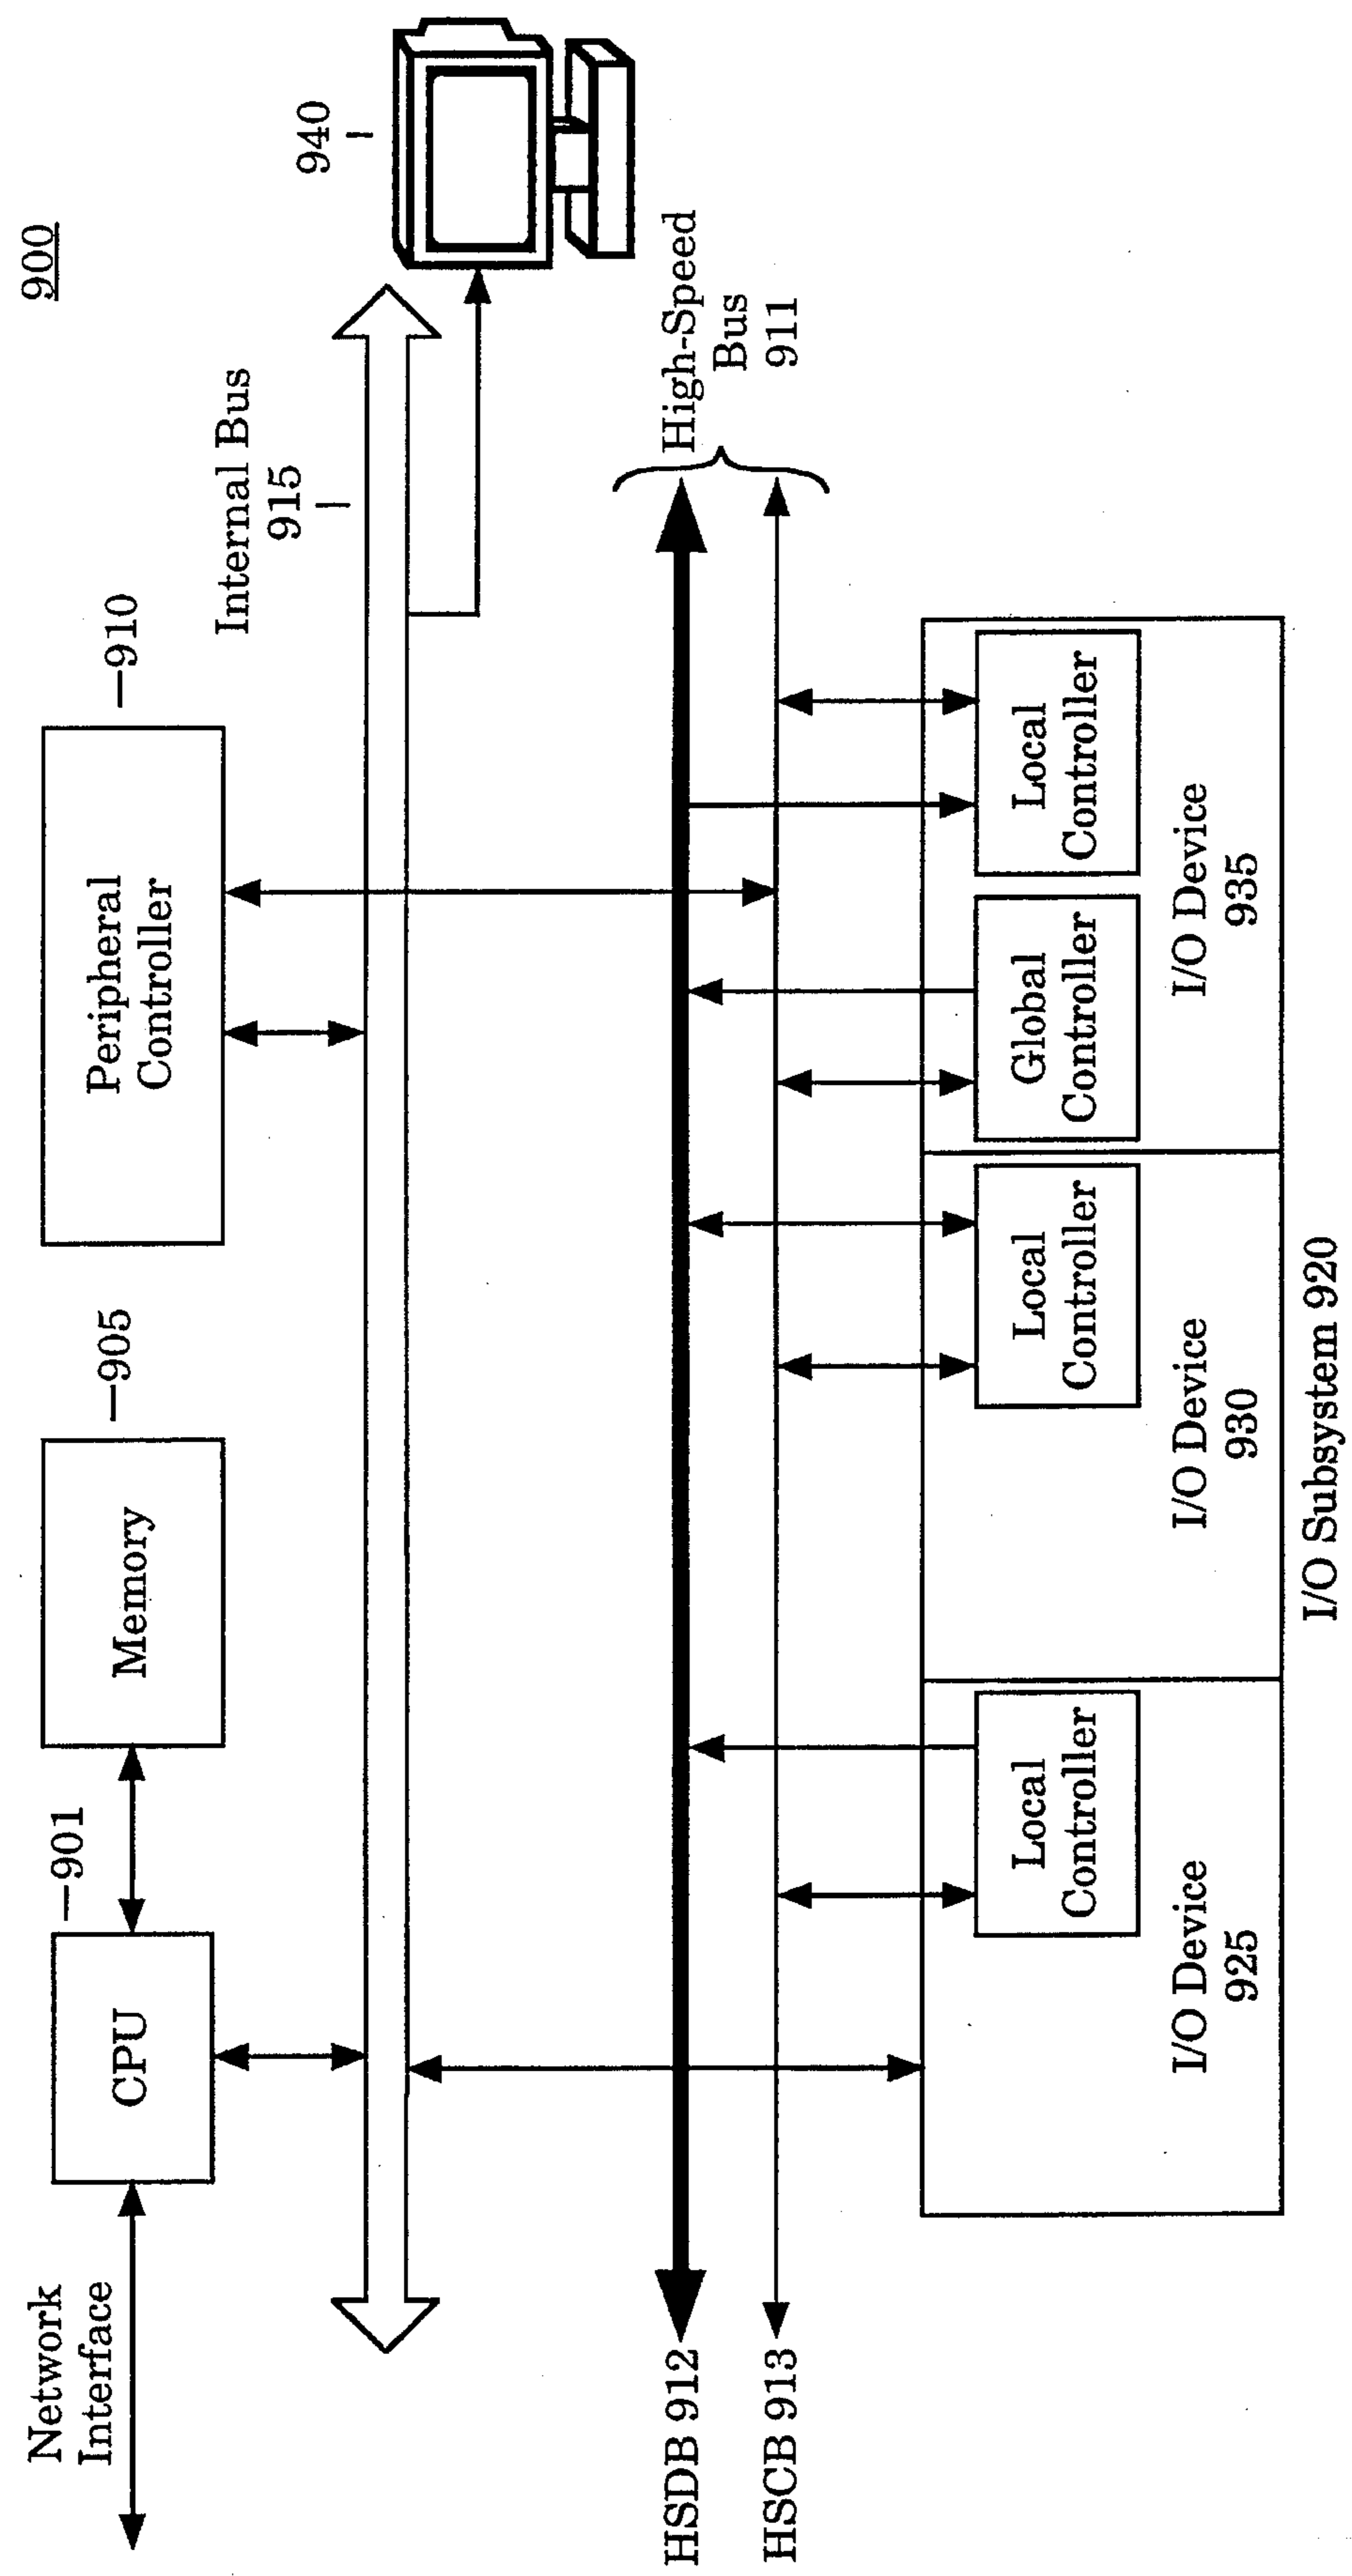 900
Network
Interface
CPU
901
Memory
905
Peripheral
Controller
910
Internal Bus
915
940
High-Speed
Bus
911
HSDB 912
HSCB 913
Local
Controller
I/O Device
925
Local
Controller
I/O Device
930
Global
Controller
Local
Controller
I/O Device
935
I/O Subsystem 920